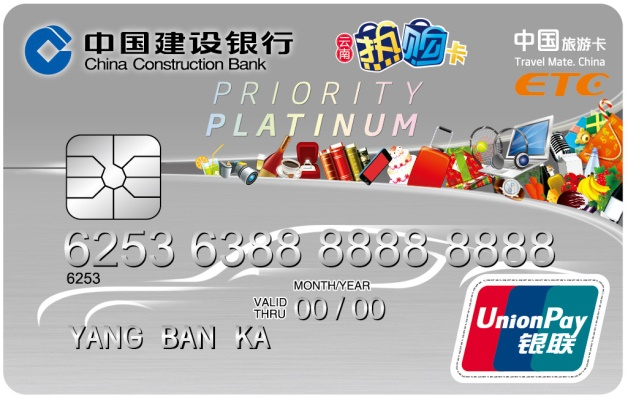 中国建设银行
China Construction Bank
云南
热购卡
中国旅游卡
Travel Mate. China
ETC
PRIORITY
PLATINUM
6253 6388 8888 8888
6253
MONTH/YEAR
VALID THRU 00/00
YANG BAN KA
UnionPay
银联